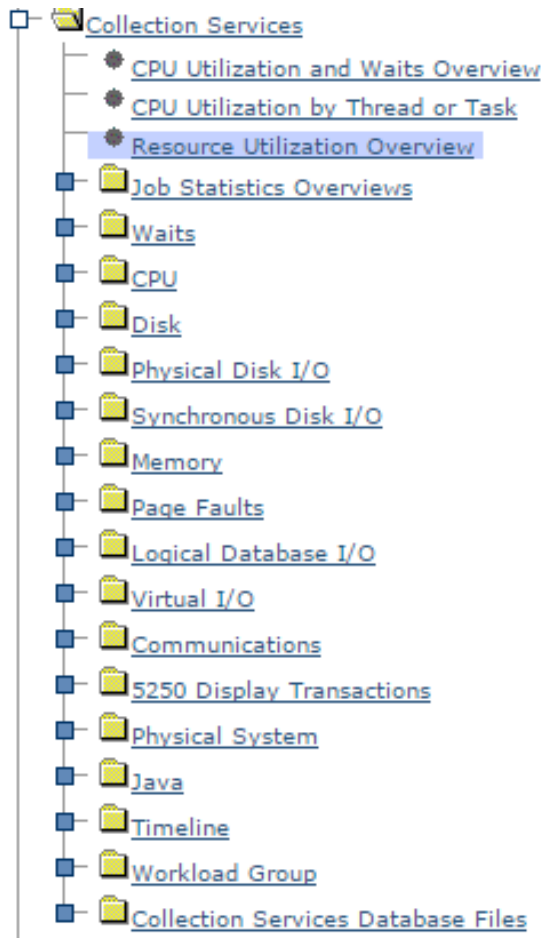 Collection Services
CPU Utilization and Waits Overview
CPU Utilization by Thread or Task
Resource Utilization Overview
Job Statistics Overviews
Waits
CPU
Disk
Physical Disk I/O
Synchronous Disk I/O
Memory
Page Faults
Logical Database I/O
Virtual I/O
Communications
5250 Display Transactions
Physical System
Java
Timeline
Workload Group
Collection Services Database Files